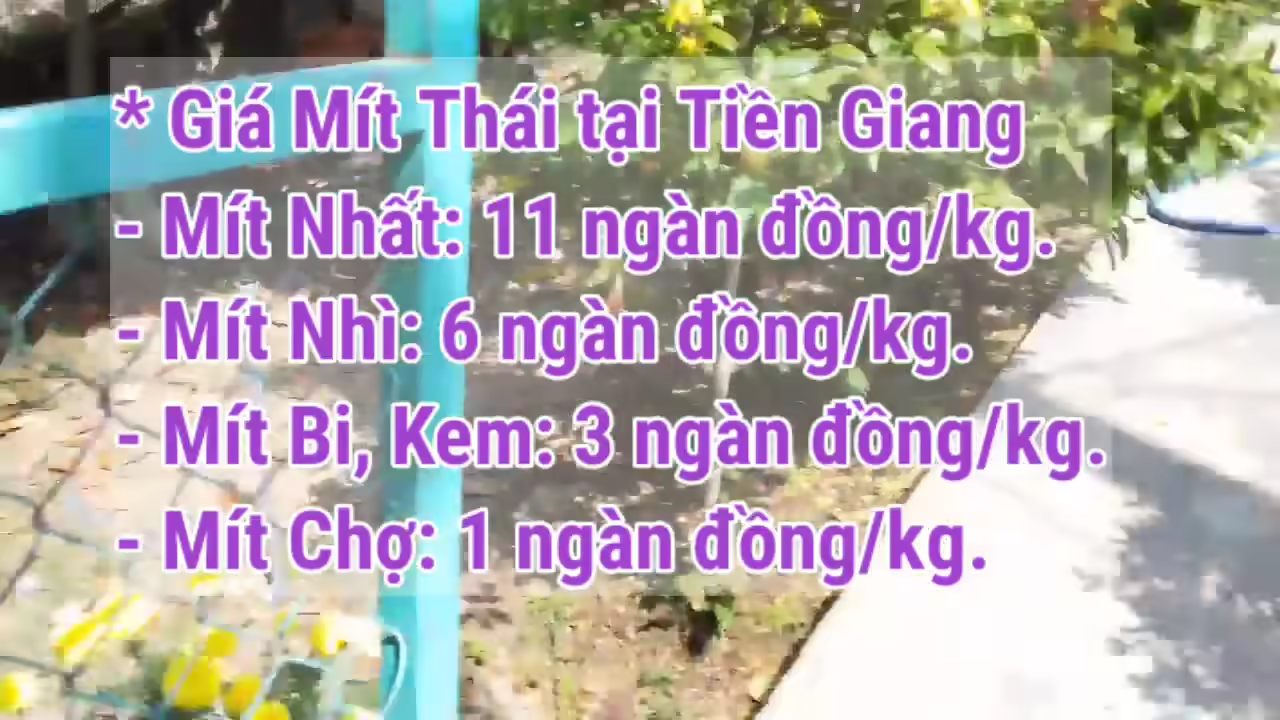 * Giá Mít Thái tại Tiền Giang
- Mít Nhất: 11 ngàn đồng/kg.
- Mít Nhì: 6 ngàn đồng/kg.
- Mít Bi, Kem: 3 ngàn đồng/kg.
- Mít Chợ: 1 ngàn đồng/kg.